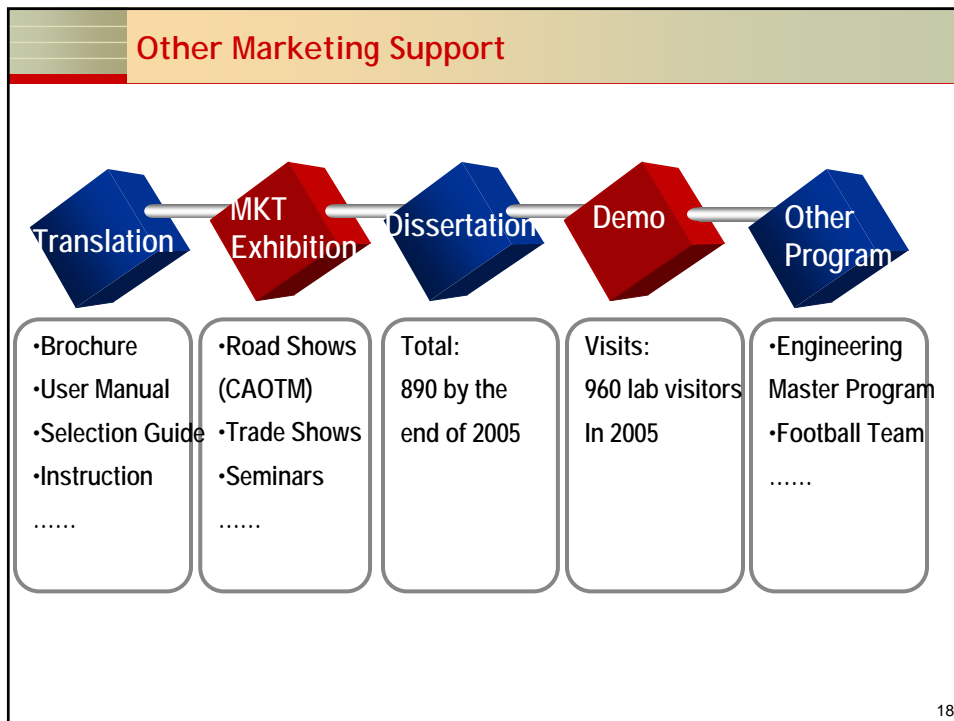 Other Marketing Support
Translation
MKT
Exhibition
Dissertation
Demo
Other
Program
•Brochure
•User Manual
•Selection Guide
•Instruction
……
•Road Shows
(CAOTM)
•Trade Shows
•Seminars
……
Total:
890 by the
end of 2005
Visits:
960 lab visitors
In 2005
•Engineering
Master Program
•Football Team
……
18